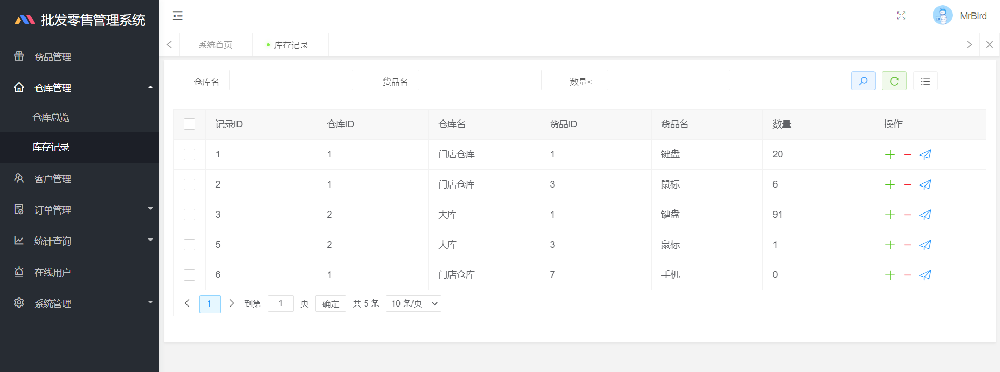 批发零售管理系统
货品管理
仓库管理
仓库总览
库存记录
客户管理
订单管理
统计查询
在线用户
系统管理
MrBird
系统首页 库存记录
仓库名 货品名 数量<=
记录ID 仓库ID 仓库名 货品ID 货品名 数量 操作
1 1 门店仓库 1 键盘 20
2 1 门店仓库 3 鼠标 6
3 2 大库 1 键盘 91
5 2 大库 3 鼠标 1
6 1 门店仓库 7 手机 0
1 到第 1 页 确定 共 5 条 10 条/页